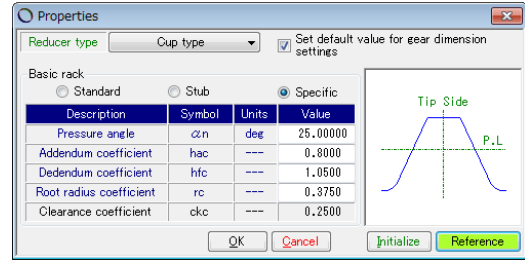 Properties
Reducer type Cup type Set default value for gear dimension
settings
Basic rack
Standard Stub Specific
Description Symbol Units Value
Pressure angle αn deg 25.00000
Addendum coefficient hac --- 0.8000
Dedendum coefficient hfc --- 1.0500
Root radius coefficient rc --- 0.3750
Clearance coefficient ckc --- 0.2500
Tip Side
P.L
OK Cancel Initialize Reference